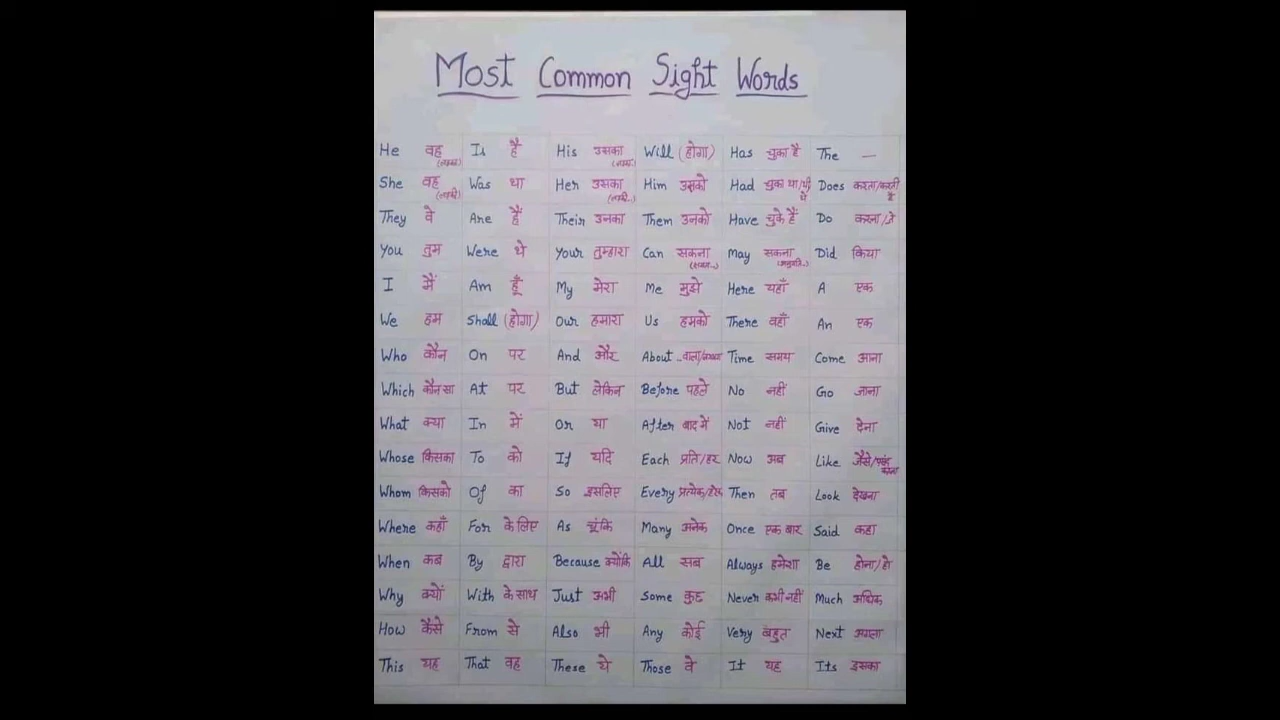 Most Common Sight Words
He वह Is है His उसका Will (होगा) Has चुका है The —
She वह Was था Her उसका Him उसको Had चुका था/थी थे Does करता/करती है
They वे Are हैं Their उनका Them उनको Have चुके हैं Do करना/
You तुम Were थे Your तुम्हारा Can सकना May सकना Did किया
I मैं Am हूँ My मेरा Me मुझे Here यहाँ A एक
We हम Shall (होगा) Our हमारा Us हमको There वहाँ An एक
Who कौन On पर And और About ..वाला/ Time समय Come आना
Which कौन सा At पर But लेकिन Before पहले No नहीं Go जाना
What क्या In में Or या After बाद में Not नहीं Give देना
Whose किसका To को If यदि Each प्रति/हर Now अब Like जैसे/पसंद करना
Whom किसको Of का So इसलिए Every प्रत्येक/ Then तब Look देखना
Where कहाँ For के लिए As चूंकि Many अनेक Once एक बार Said कहा
When कब By द्वारा Because क्योंकि All सब Always हमेशा Be होना/हो
Why क्यों With के साथ Just अभी Some कुछ Never कभी नहीं Much अधिक
How कैसे From से Also भी Any कोई Very बहुत Next अगला
This यह That वह These ये Those वे It यह Its इसका